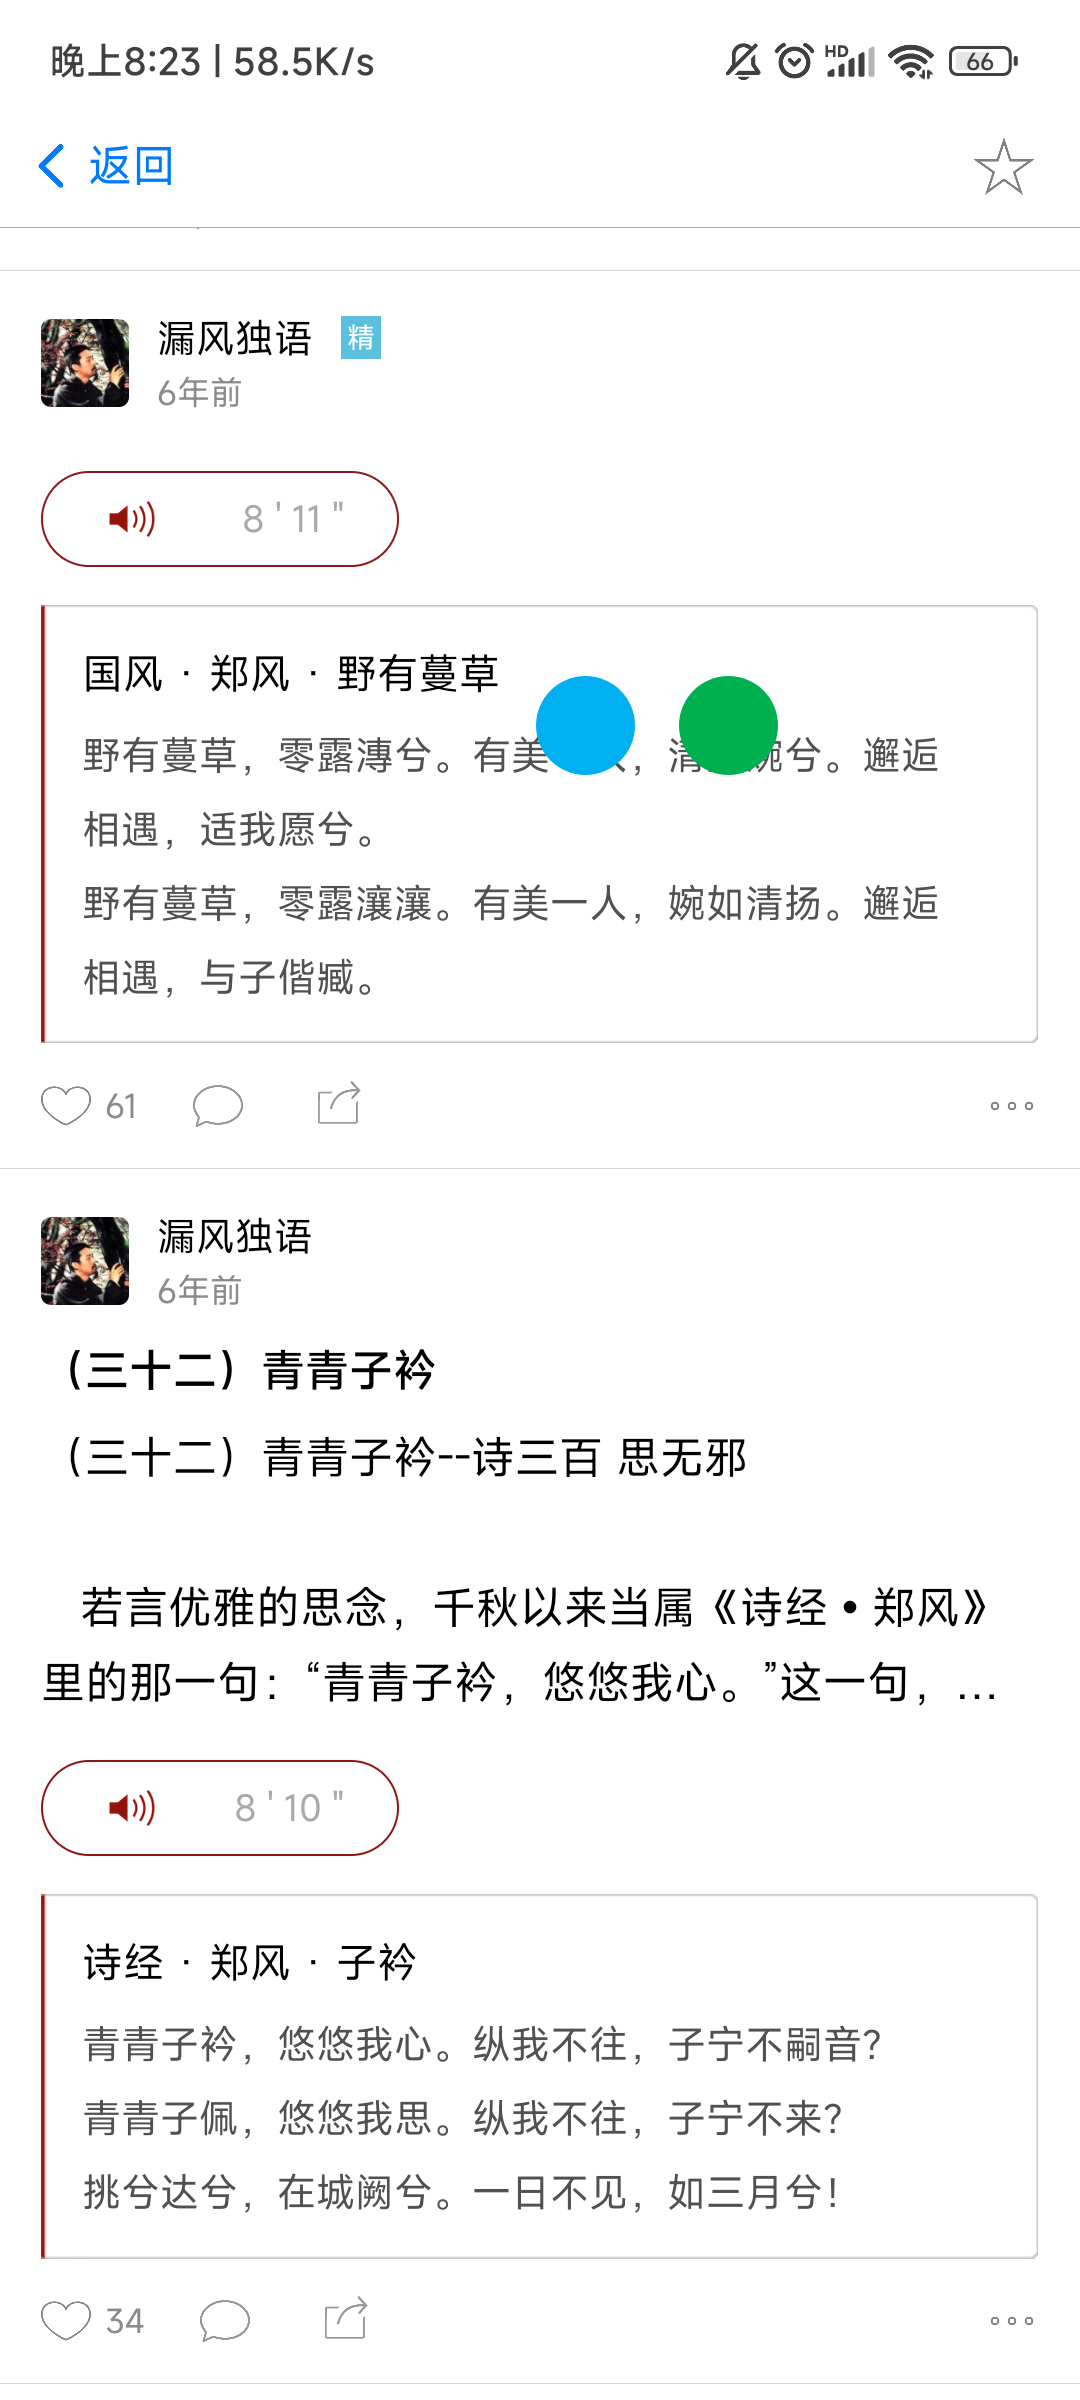 晚上8:23 | 58.5K/s
HD
66
返回
漏风独语 精
6年前
8 ' 11 "
国风 · 郑风 · 野有蔓草
野有蔓草，零露漙兮。有美，清婉兮。邂逅
相遇，适我愿兮。
野有蔓草，零露瀼瀼。有美一人，婉如清扬。邂逅
相遇，与子偕臧。
61
漏风独语
6年前
（三十二）青青子衿
（三十二）青青子衿--诗三百 思无邪
若言优雅的思念，千秋以来当属《诗经•郑风》
里的那一句：“青青子衿，悠悠我心。”这一句，...
8 ' 10 "
诗经 · 郑风 · 子衿
青青子衿，悠悠我心。纵我不往，子宁不嗣音？
青青子佩，悠悠我思。纵我不往，子宁不来？
挑兮达兮，在城阙兮。一日不见，如三月兮！
34